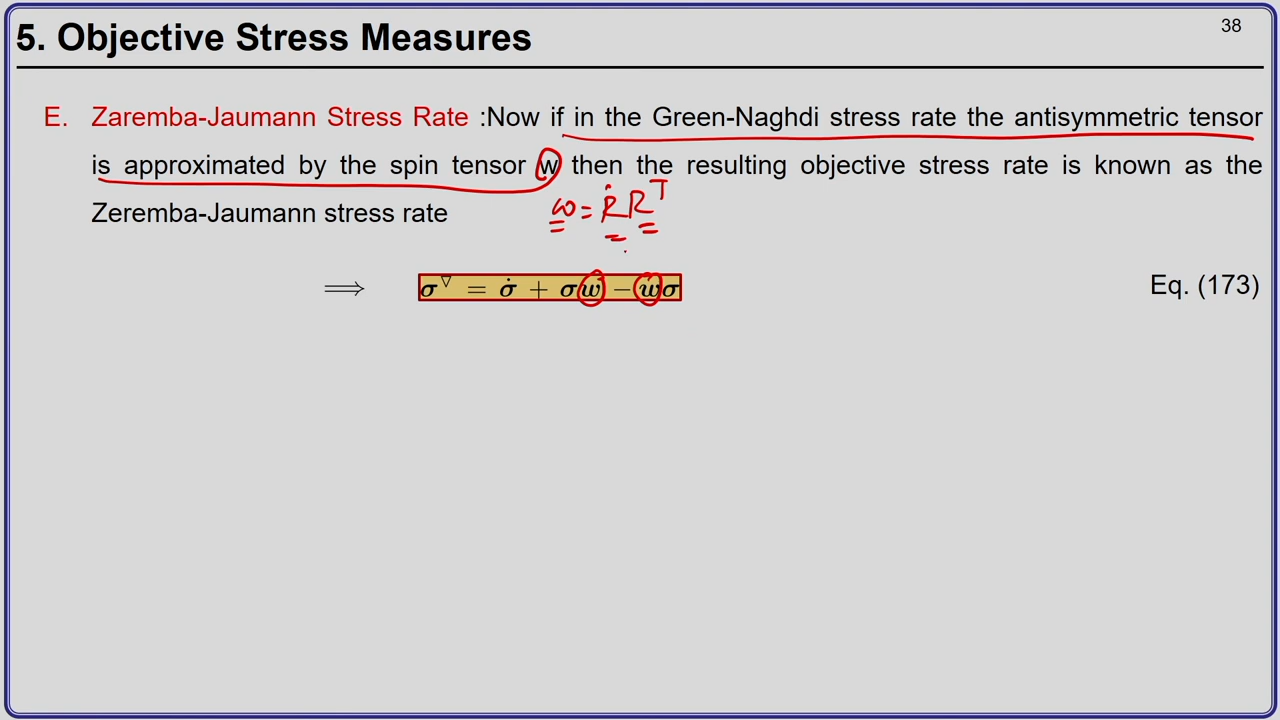 5. Objective Stress Measures
38
E. Zaremba-Jaumann Stress Rate :Now if in the Green-Naghdi stress rate the antisymmetric tensor
is approximated by the spin tensor w then the resulting objective stress rate is known as the
Zeremba-Jaumann stress rate
ω = Ṙ Rᵀ
⟹ σ^∇ = σ̇ + σw − wσ Eq. (173)